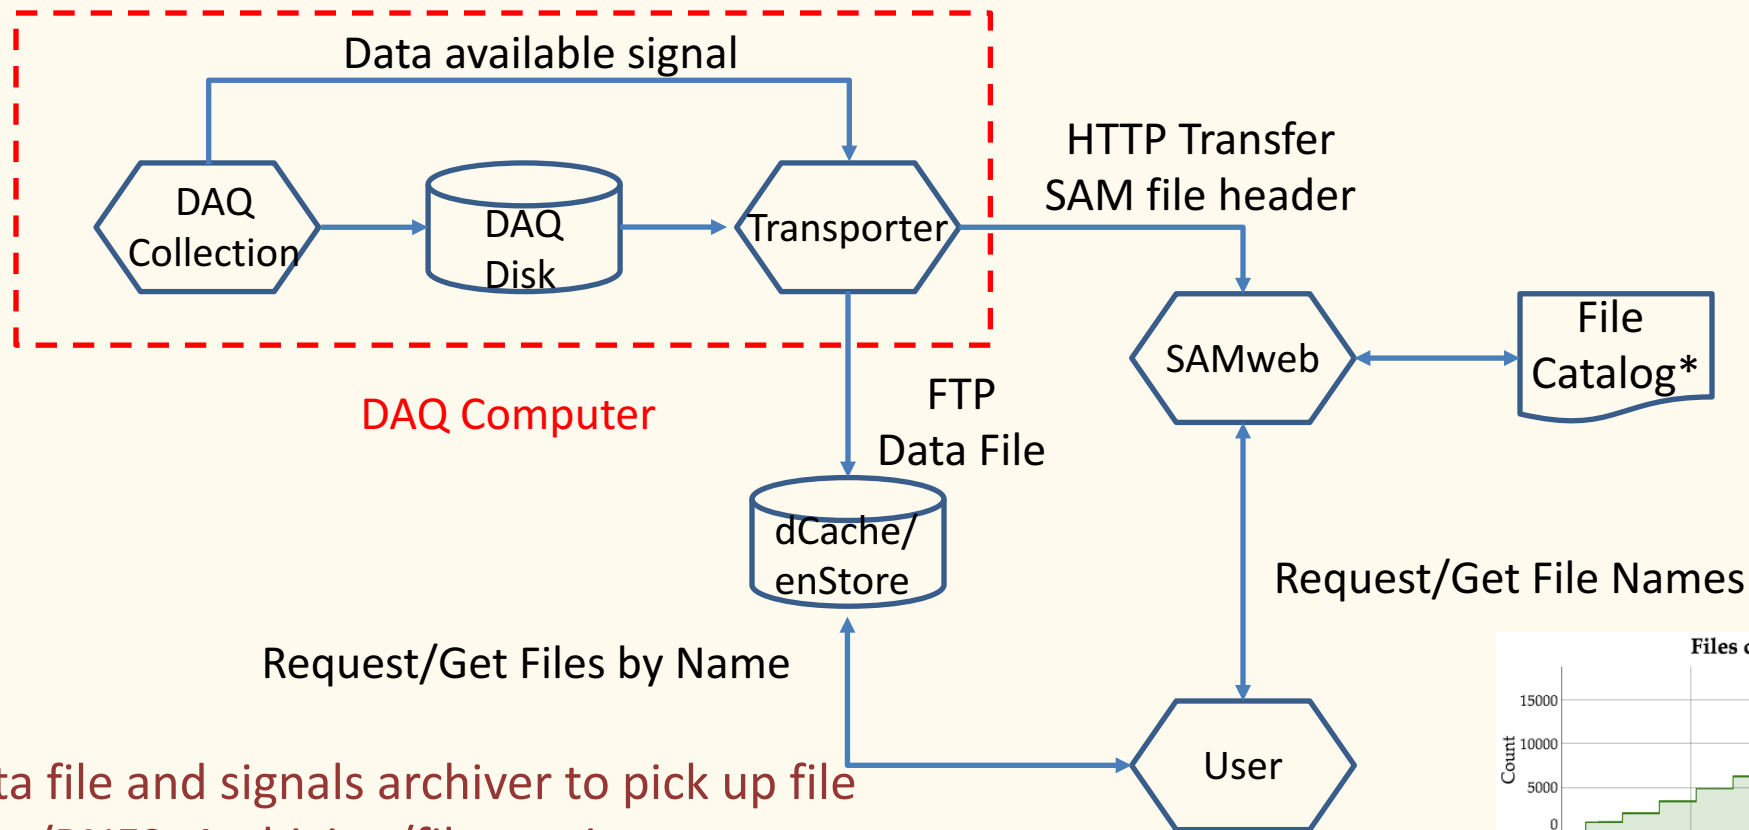 Data available signal
HTTP Transfer
SAM file header
DAQ
Collection
DAQ
Disk
Transporter
SAMweb
File
Catalog*
DAQ Computer
FTP
Data File
dCache/
enStore
Request/Get File Names
Request/Get Files by Name
User
Files
15000
10000
5000
0
Count
file and signals archiver to pick up file